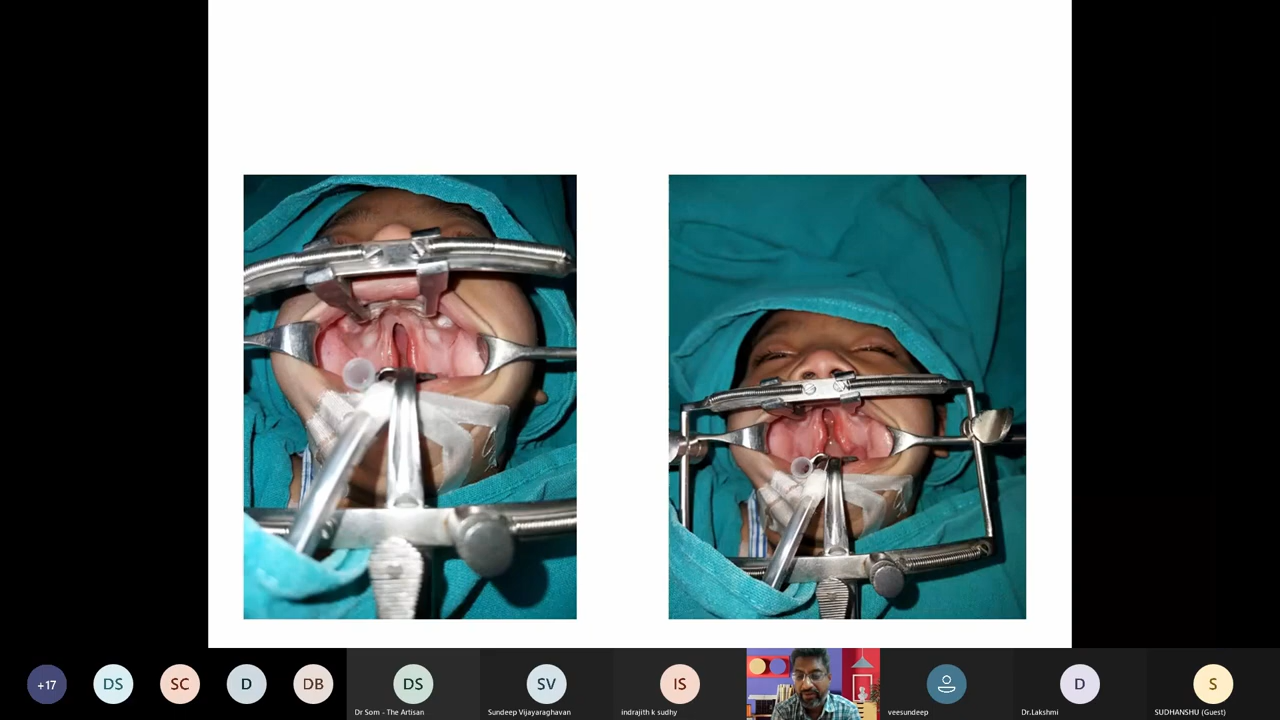 +17
DS
SC
D
DB
DS
SV
IS
D
S
Dr Som - The Artisan
Sundeep Vijayaraghavan
indrajith k sudhy
veesundeep
Dr.Lakshmi
SUDHANSHU (Guest)